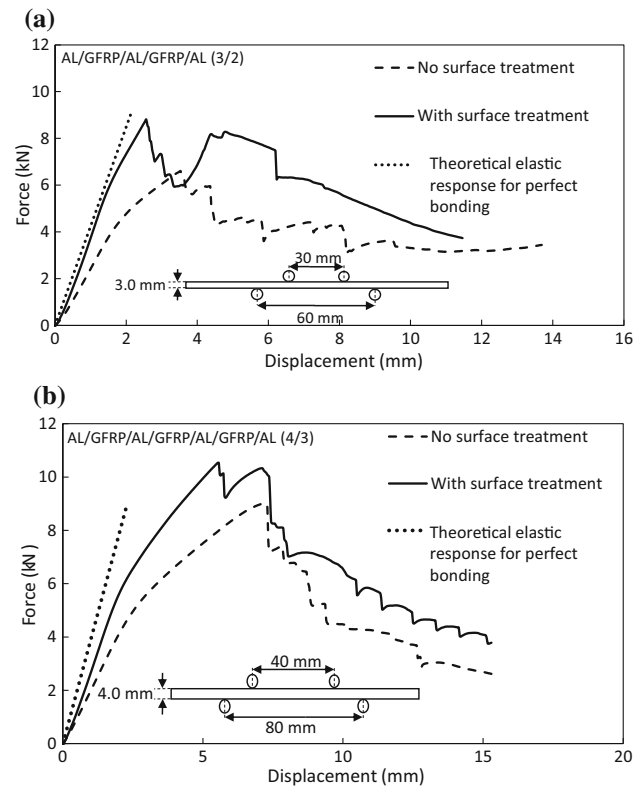 (a)
12
10
8
6
4
2
0
Force (kN)
AL/GFRP/AL/GFRP/AL (3/2)
No surface treatment
With surface treatment
Theoretical elastic
response for perfect
bonding
30 mm
3.0 mm
60 mm
0 2 4 6 8 10 12 14 16
Displacement (mm)
(b)
12
10
8
6
4
2
0
Force (kN)
AL/GFRP/AL/GFRP/AL/GFRP/AL (4/3)
No surface treatment
With surface treatment
Theoretical elastic
response for perfect
bonding
40 mm
4.0 mm
80 mm
0 5 10 15 20
Displacement (mm)